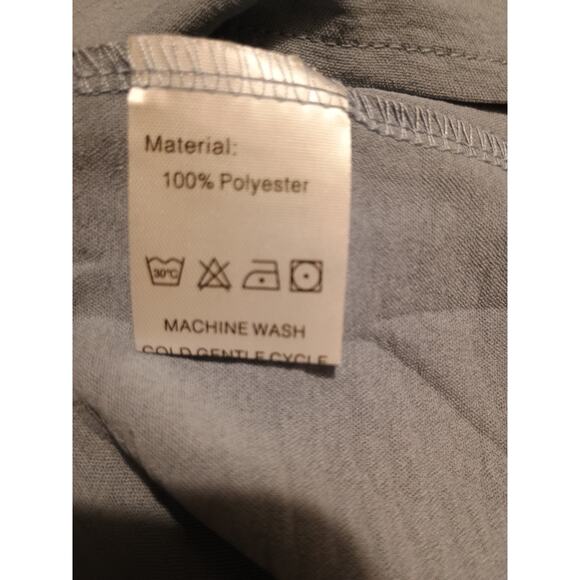 Material:
100% Polyester
30°C
MACHINE WASH
COLD GENTLE CYCLE